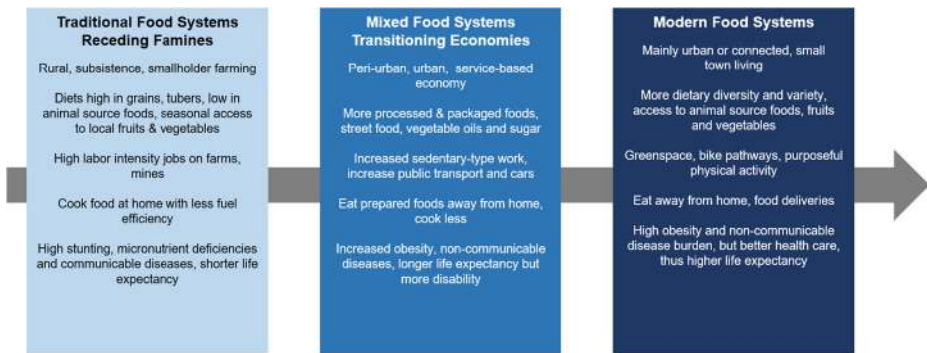 Traditional Food Systems
Receding Famines
Rural, subsistence, smallholder farming
Diets high in grains, tubers, low in
animal source foods, seasonal access
to local fruits & vegetables
High labor intensity jobs on farms,
mines
Cook food at home with less fuel
efficiency
High stunting, micronutrient deficiencies
and communicable diseases, shorter life
expectancy
Mixed Food Systems
Transitioning Economies
Peri-urban, urban, service-based
economy
More processed & packaged foods,
street food, vegetable oils and sugar
Increased sedentary-type work,
increase public transport and cars
Eat prepared foods away from home,
cook less
Increased obesity, non-communicable
diseases, longer life expectancy but
more disability
Modern Food Systems
Mainly urban or connected, small
town living
More dietary diversity and variety,
access to animal source foods, fruits
and vegetables
Greenspace, bike pathways, purposeful
physical activity
Eat away from home, food deliveries
High obesity and non-communicable
disease burden, but better health care,
thus higher life expectancy